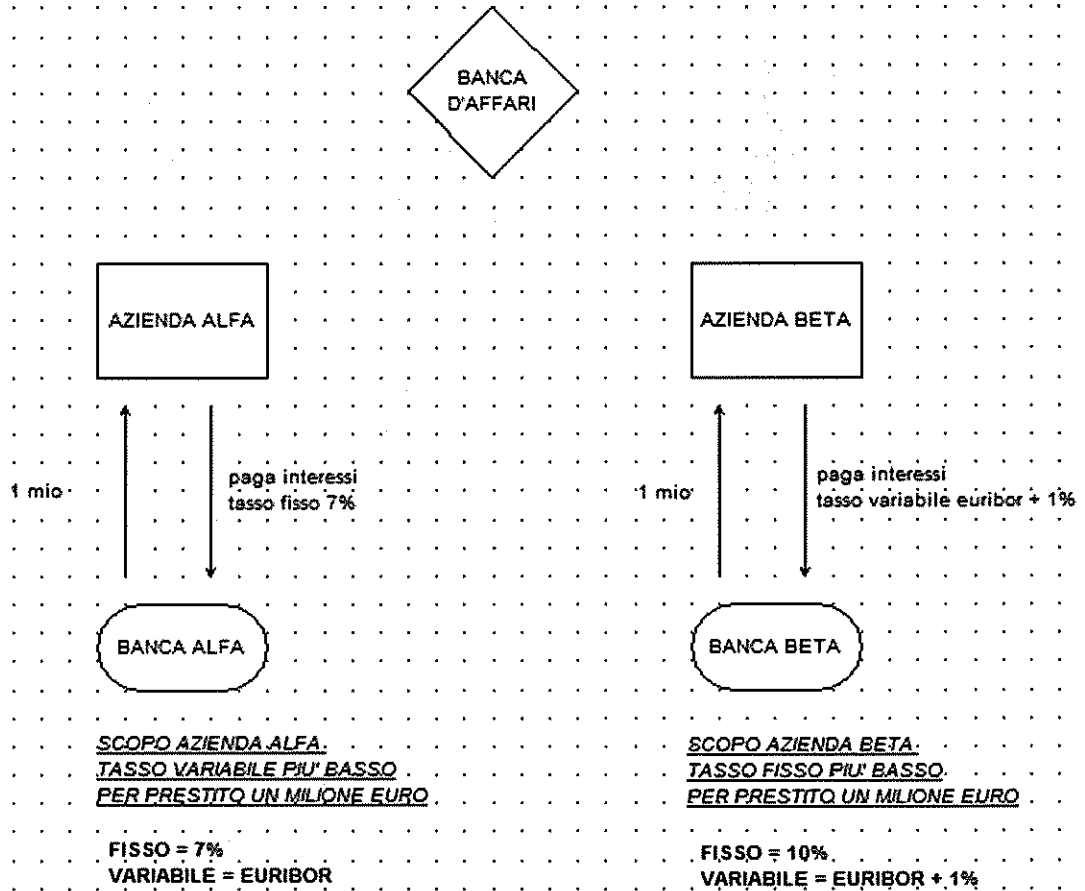 BANCA
D'AFFARI
AZIENDA ALFA
AZIENDA BETA
1 mio
paga interessi
tasso fisso 7%
1 mio
paga interessi
tasso variabile euribor + 1%
BANCA ALFA
BANCA BETA
SCOPO AZIENDA ALFA
TASSO VARIABILE PIU' BASSO
PER PRESTITO UN MILIONE EURO
SCOPO AZIENDA BETA
TASSO FISSO PIU' BASSO
PER PRESTITO UN MILIONE EURO
FISSO = 7%
VARIABILE = EURIBOR
FISSO = 10%
VARIABILE = EURIBOR + 1%